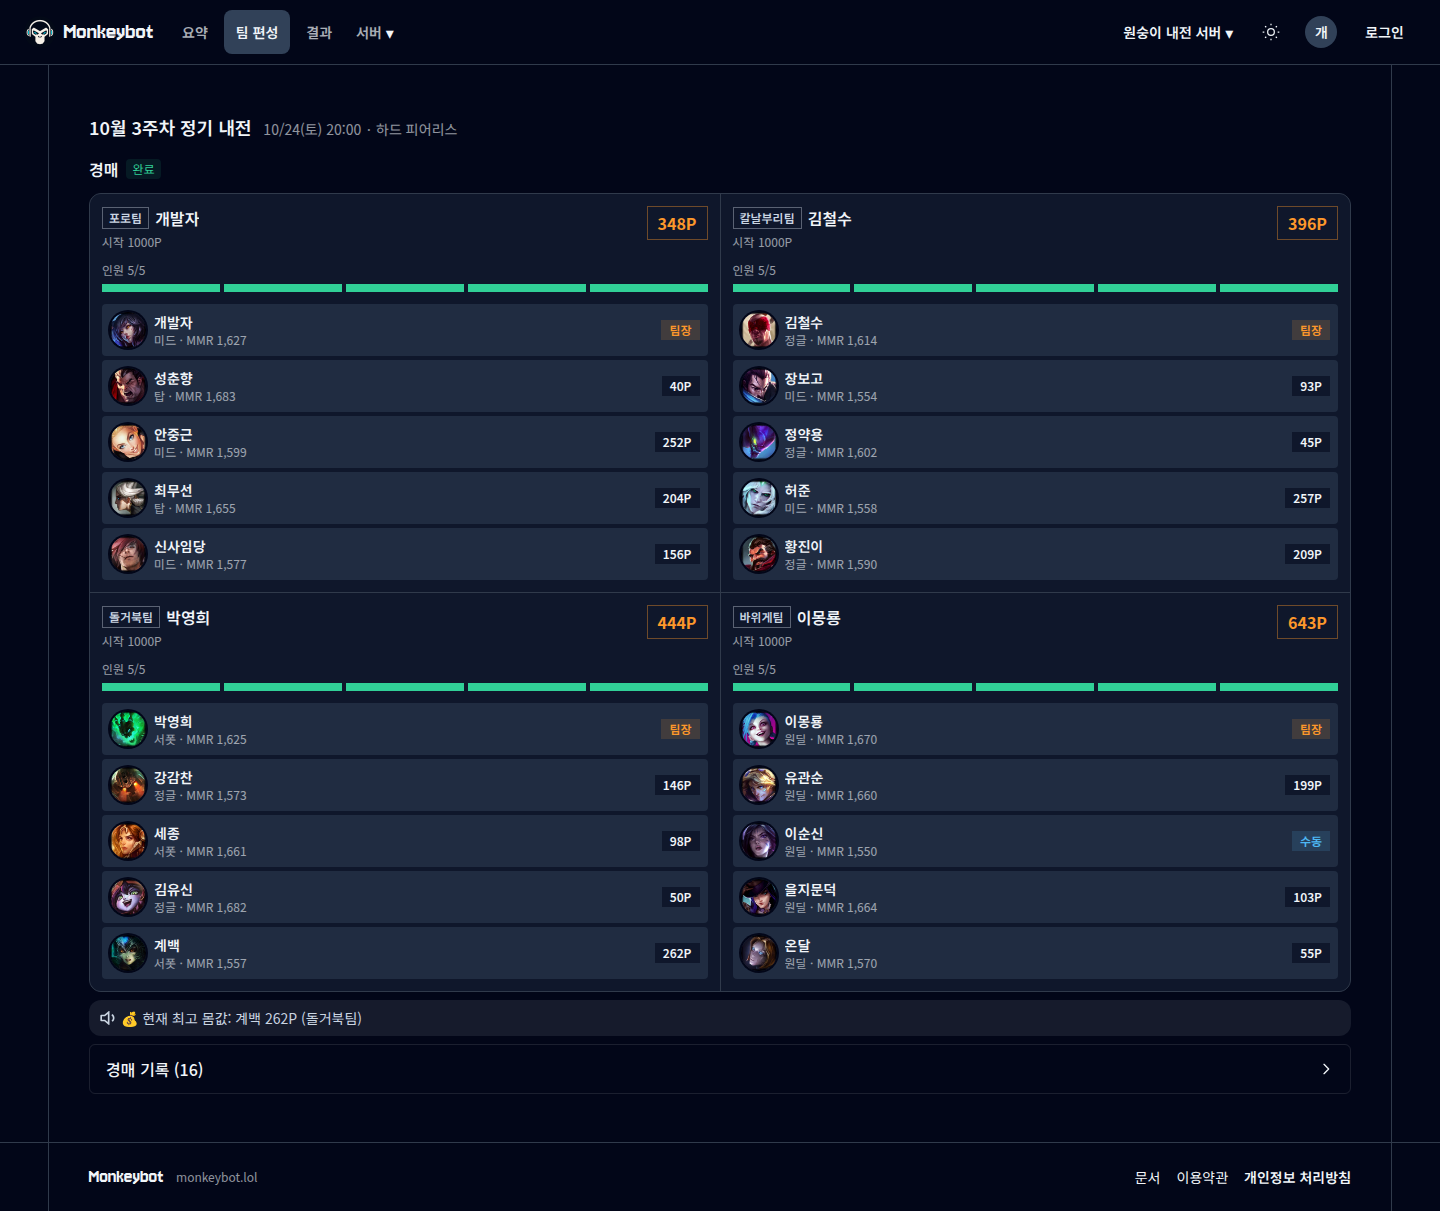 Monkeybot 요약 팀 편성 결과 서버 ▾ 원숭이 내전 서버 ▾ 개 로그인
10월 3주차 정기 내전 10/24(토) 20:00 · 하드 피어리스
경매 완료
포로팀 개발자 348P
시작 1000P
인원 5/5
개발자
미드 · MMR 1,627
팀장
성춘향
탑 · MMR 1,683
40P
안중근
미드 · MMR 1,599
252P
최무선
탑 · MMR 1,655
204P
신사임당
미드 · MMR 1,577
156P
칼날부리팀 김철수 396P
시작 1000P
인원 5/5
김철수
정글 · MMR 1,614
팀장
장보고
미드 · MMR 1,554
93P
정약용
정글 · MMR 1,602
45P
허준
미드 · MMR 1,558
257P
황진이
정글 · MMR 1,590
209P
돌거북팀 박영희 444P
시작 1000P
인원 5/5
박영희
서폿 · MMR 1,625
팀장
강감찬
정글 · MMR 1,573
146P
세종
서폿 · MMR 1,661
98P
김유신
정글 · MMR 1,682
50P
계백
서폿 · MMR 1,557
262P
바위게팀 이몽룡 643P
시작 1000P
인원 5/5
이몽룡
원딜 · MMR 1,670
팀장
유관순
원딜 · MMR 1,660
199P
이순신
원딜 · MMR 1,550
수동
을지문덕
원딜 · MMR 1,664
103P
온달
원딜 · MMR 1,570
55P
💰 현재 최고 몸값: 계백 262P (돌거북팀)
경매 기록 (16)
Monkeybot monkeybot.lol 문서 이용약관 개인정보 처리방침